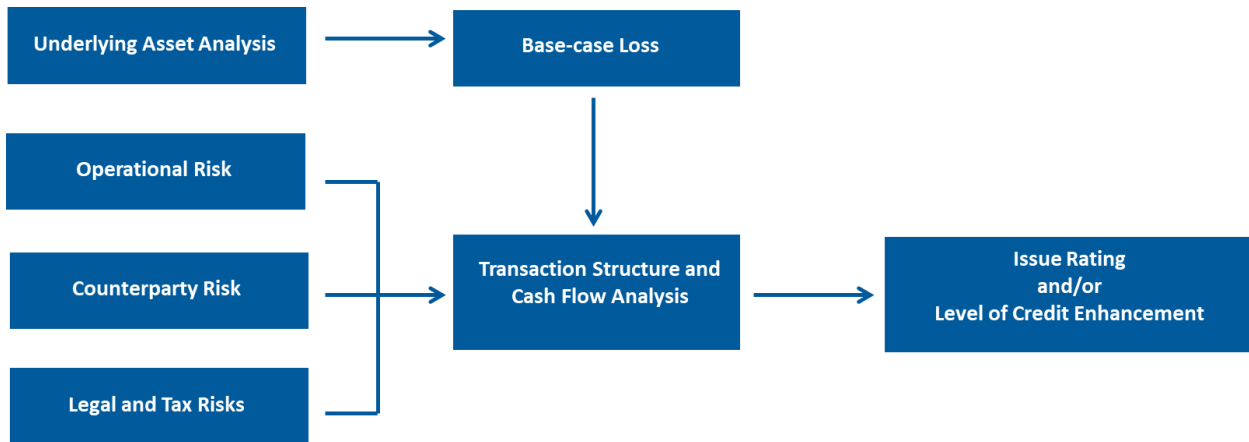 Underlying Asset Analysis
Base-case Loss
Operational Risk
Counterparty Risk
Legal and Tax Risks
Transaction Structure and
Cash Flow Analysis
Issue Rating
and/or
Level of Credit Enhancement